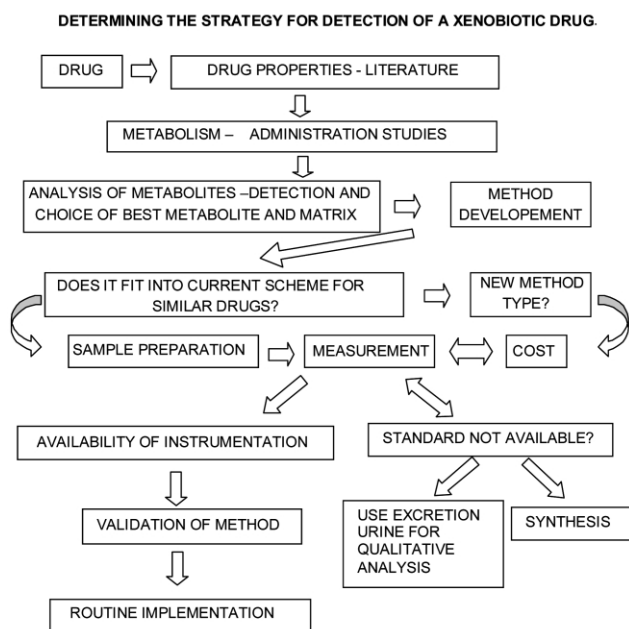 DETERMINING THE STRATEGY FOR DETECTION OF A XENOBIOTIC DRUG.
DRUG
DRUG PROPERTIES - LITERATURE
METABOLISM – ADMINISTRATION STUDIES
ANALYSIS OF METABOLITES –DETECTION AND
CHOICE OF BEST METABOLITE AND MATRIX
METHOD
DEVELOPEMENT
DOES IT FIT INTO CURRENT SCHEME FOR
SIMILAR DRUGS?
NEW METHOD
TYPE?
SAMPLE PREPARATION
MEASUREMENT
COST
AVAILABILITY OF INSTRUMENTATION
STANDARD NOT AVAILABLE?
VALIDATION OF METHOD
USE EXCRETION
URINE FOR
QUALITATIVE
ANALYSIS
SYNTHESIS
ROUTINE IMPLEMENTATION